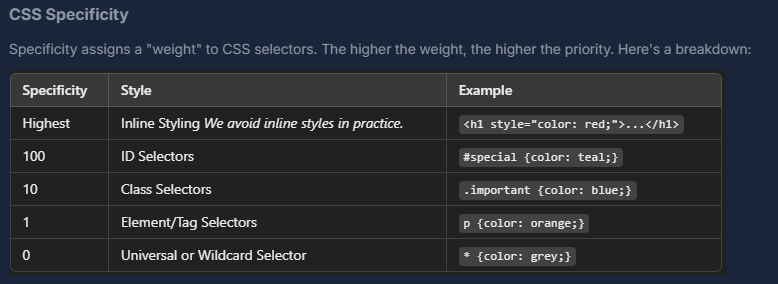 CSS Specificity
Specificity assigns a "weight" to CSS selectors. The higher the weight, the higher the priority. Here's a breakdown:
Specificity Style Example
Highest Inline Styling We avoid inline styles in practice. <h1 style="color: red;">...</h1>
100 ID Selectors #special {color: teal;}
10 Class Selectors .important {color: blue;}
1 Element/Tag Selectors p {color: orange;}
0 Universal or Wildcard Selector * {color: grey;}